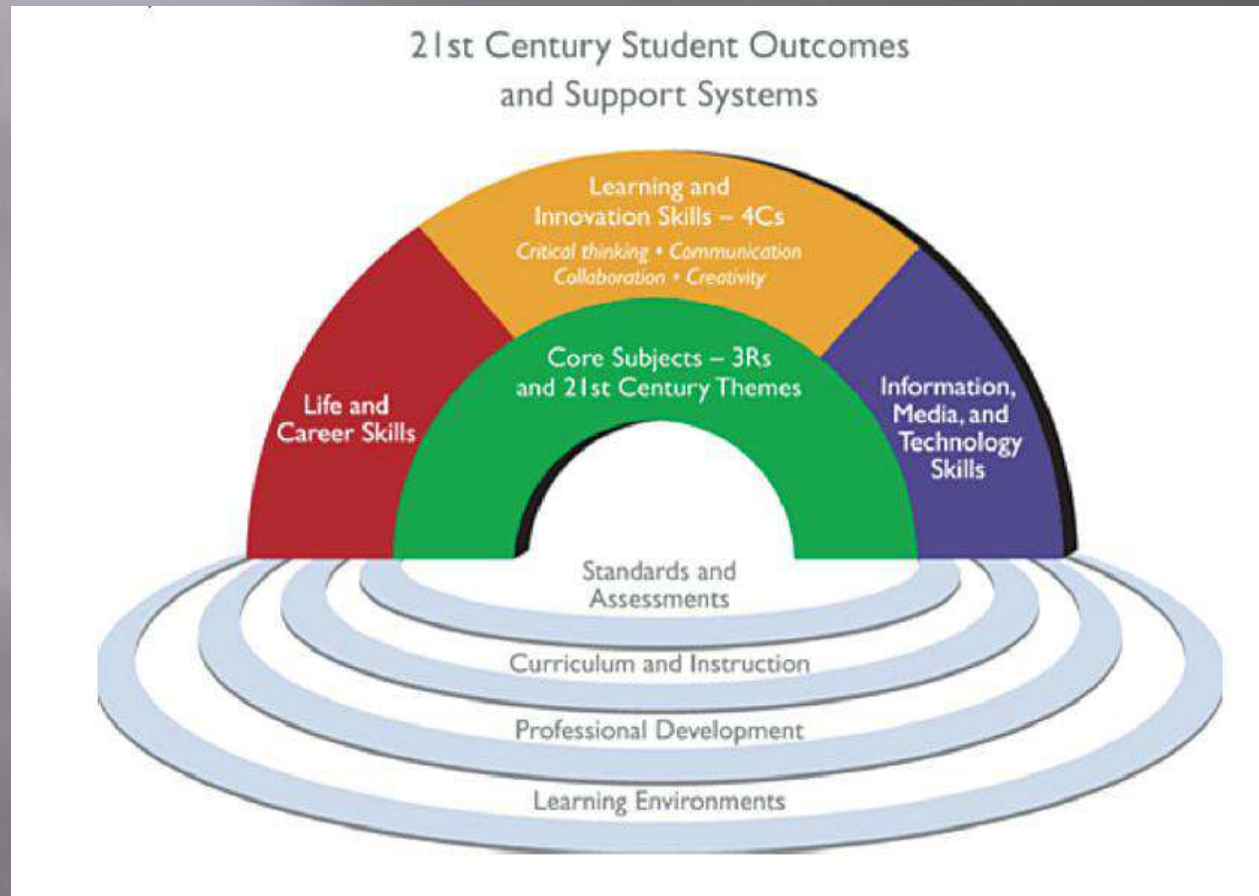 21st Century Student Outcomes
and Support Systems
Learning and
Innovation Skills – 4Cs
Critical thinking • Communication
Collaboration • Creativity
Core Subjects – 3Rs
and 21st Century Themes
Life and
Career Skills
Information,
Media, and
Technology
Skills
Standards and
Assessments
Curriculum and Instruction
Professional Development
Learning Environments